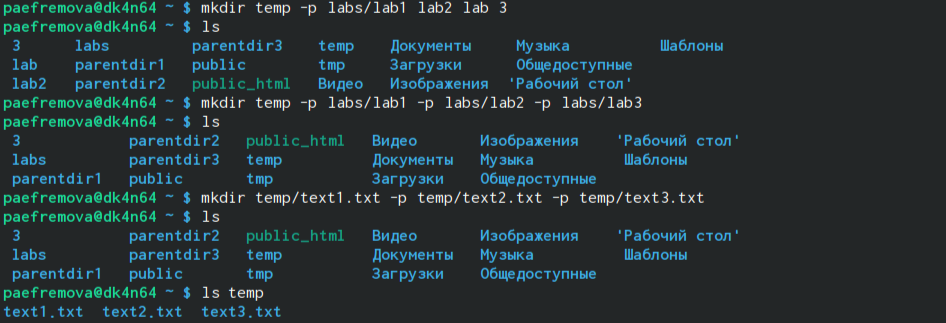 paefremova@dk4n64 ~ $ mkdir temp -p labs/lab1 lab2 lab 3
paefremova@dk4n64 ~ $ ls
3 labs parentdir3 temp Документы Музыка Шаблоны
lab parentdir1 public tmp Загрузки Общедоступные
lab2 parentdir2 public_html Видео Изображения 'Рабочий стол'
paefremova@dk4n64 ~ $ mkdir temp -p labs/lab1 -p labs/lab2 -p labs/lab3
paefremova@dk4n64 ~ $ ls
3 parentdir2 public_html Видео Изображения 'Рабочий стол'
labs parentdir3 temp Документы Музыка Шаблоны
parentdir1 public tmp Загрузки Общедоступные
paefremova@dk4n64 ~ $ mkdir temp/text1.txt -p temp/text2.txt -p temp/text3.txt
paefremova@dk4n64 ~ $ ls
3 parentdir2 public_html Видео Изображения 'Рабочий стол'
labs parentdir3 temp Документы Музыка Шаблоны
parentdir1 public tmp Загрузки Общедоступные
paefremova@dk4n64 ~ $ ls temp
text1.txt text2.txt text3.txt